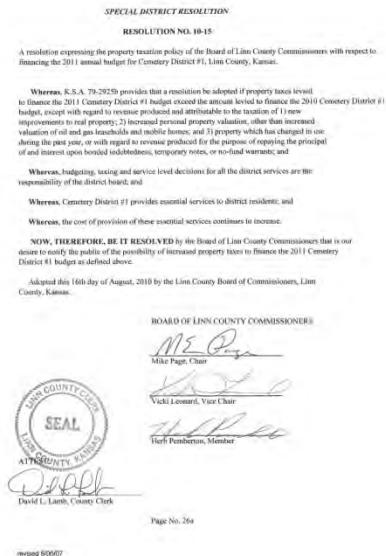 SPECIAL DISTRICT RESOLUTION
RESOLUTION NO. 10-15
A resolution expressing the property taxation policy of the Board of Linn County Commissioners with respect to
financing the 2011 annual budget for Cemetery District #1, Linn County, Kansas.
Whereas, K.S.A. 79-2925b provides that a resolution be adopted if property taxes levied
to finance the 2011 Cemetery District #1 budget exceed the amount levied to finance the 2010 Cemetery District #1
budget, except with regard to revenue produced and attributable to the taxation of 1) new
improvements to real property; 2) increased personal property valuation, other than increased
valuation of oil and gas leaseholds and mobile homes; and 3) property which has changed in use
during the past year, or with regard to revenue produced for the purpose of repaying the principal
of and interest upon bonded indebtedness, temporary notes, or no-fund warrants; and
Whereas, budgeting, taxing and service level decisions for all the district services are the
responsibility of the district board; and
Whereas, Cemetery District #1 provides essential services to district residents; and
Whereas, the cost of provision of these essential services continues to increase.
NOW, THEREFORE, BE IT RESOLVED by the Board of Linn County Commissioners that is our
desire to notify the public of the possibility of increased property taxes to finance the 2011 Cemetery
District #1 budget as defined above.
Adopted this 16th day of August, 2010 by the Linn County Board of Commissioners, Linn
County, Kansas.
BOARD OF LINN COUNTY COMMISSIONERS
Mike Page, Chair
Vicki Leonard, Vice Chair
Herb Pemberton, Member
LINN COUNTY CLERK
SEAL
LINN COUNTY, KANSAS
David L. Lamb, County Clerk
Page No. 26a
revised 6/06/07